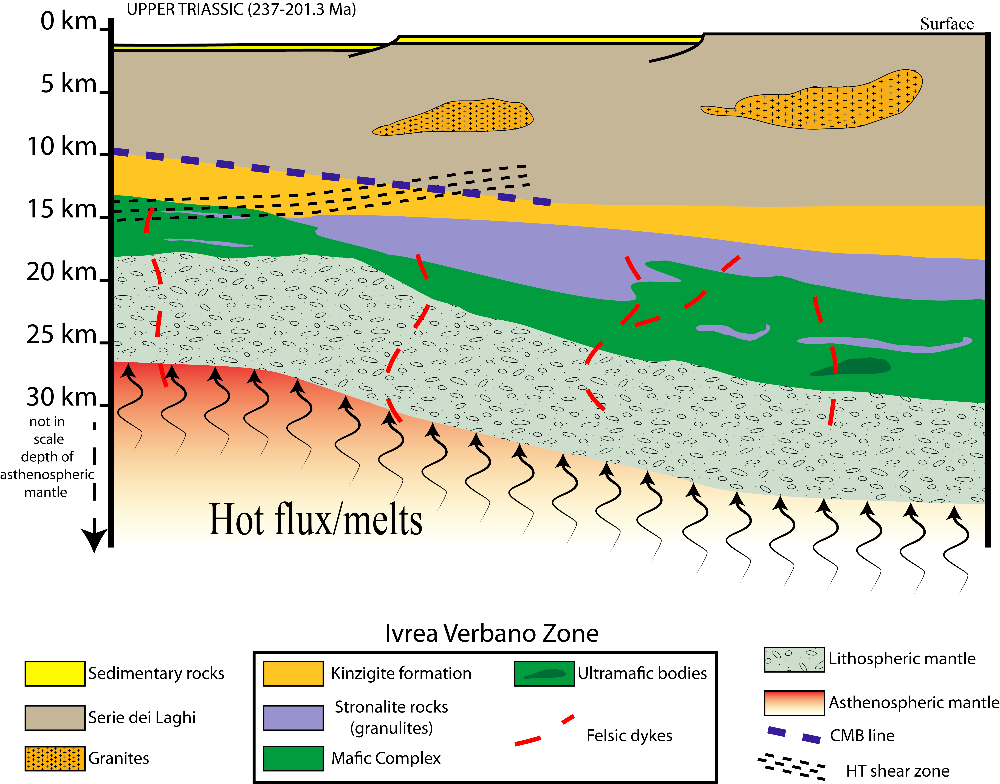 UPPER TRIASSIC (237-201.3 Ma)
0 km
Surface
5 km
10 km
15 km
20 km
25 km
30 km
not in
scale
depth of
asthenospheric
mantle
Hot flux/melts
Ivrea Verbano Zone
Sedimentary rocks
Serie dei Laghi
Granites
Kinzigite formation
Stronalite rocks
(granulites)
Mafic Complex
Ultramafic bodies
Felsic dykes
Lithospheric mantle
Asthenospheric mantle
CMB line
HT shear zone